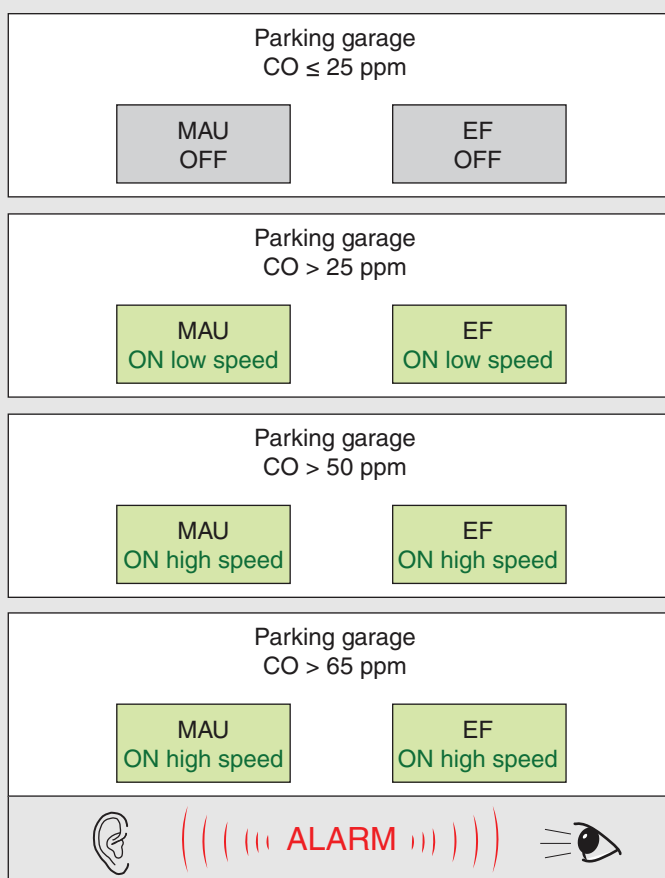 Parking garage
CO ≤ 25 ppm
MAU
OFF
EF
OFF
Parking garage
CO > 25 ppm
MAU
ON low speed
EF
ON low speed
Parking garage
CO > 50 ppm
MAU
ON high speed
EF
ON high speed
Parking garage
CO > 65 ppm
MAU
ON high speed
EF
ON high speed
ALARM